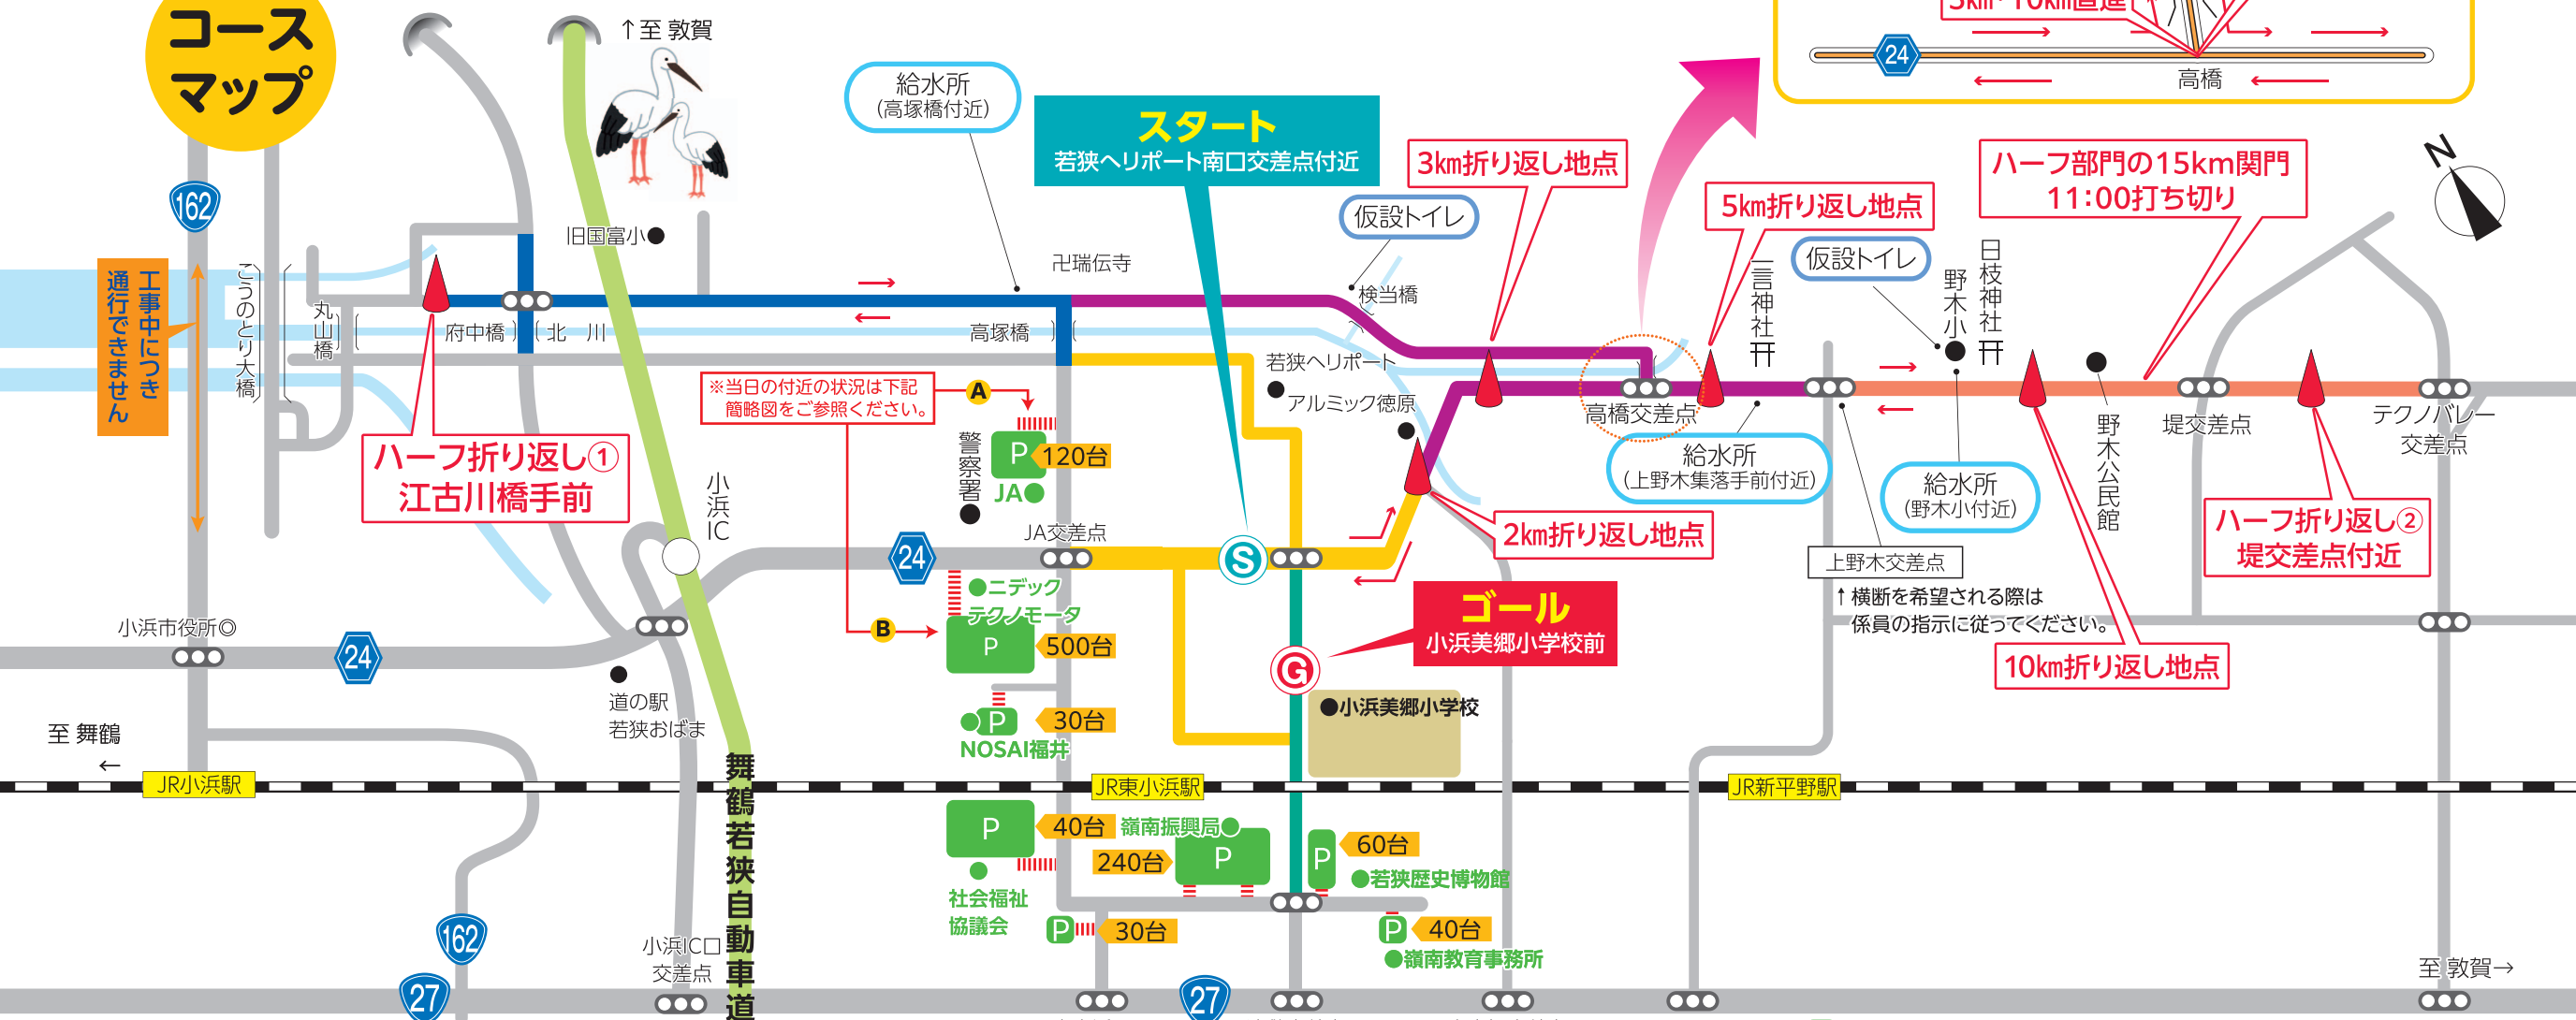 コース
マップ
↑至 敦賀
給水所
(高塚橋付近)
スタート
若狭ヘリポート南口交差点付近
3km折り返し地点
5km折り返し地点
ハーフ部門の15km関門
11:00打ち切り
3km・10km直進
24
高橋
N
162
工事中につき
通行できません
こうのとり大橋
丸山橋
旧国富小
卍瑞伝寺
仮設トイレ
検当橋
一言神社
仮設トイレ
野木小
日枝神社
府中橋
北 川
高塚橋
若狭ヘリポート
アルミック徳原
高橋交差点
給水所
(上野木集落手前付近)
給水所
(野木小付近)
野木公民館
堤交差点
テクノバレー
交差点
ハーフ折り返し①
江古川橋手前
※当日の付近の状況は下記
簡略図をご参照ください。
A
B
警察署
P
120台
JA
JA交差点
小浜
IC
24
S
2km折り返し地点
上野木交差点
↑横断を希望される際は
係員の指示に従ってください。
ハーフ折り返し②
堤交差点付近
10km折り返し地点
ゴール
小浜美郷小学校前
G
小浜美郷小学校
ニデック
テクノモータ
P
500台
P
30台
NOSAI福井
小浜市役所◎
24
道の駅
若狭おばま
至 舞鶴
←
JR小浜駅
JR東小浜駅
JR新平野駅
舞鶴若狭自動車道
P
40台
社会福祉
協議会
嶺南振興局
240台
P
P
60台
若狭歴史博物館
P
30台
P
40台
嶺南教育事務所
162
27
小浜IC口
交差点
27
至 敦賀→